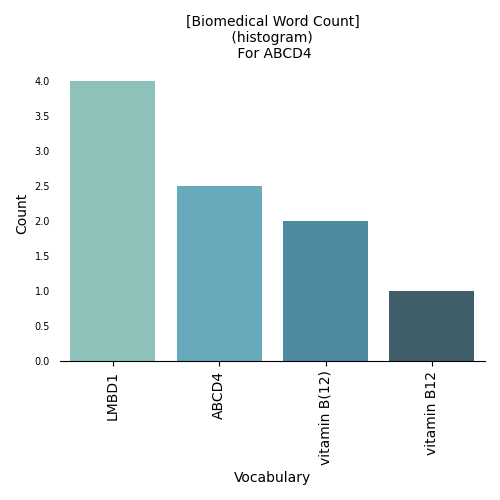 [Biomedical Word Count]
(histogram)
For ABCD4
4.0
3.5
3.0
2.5
2.0
1.5
1.0
0.5
0.0
Count
LMBD1
ABCD4
vitamin B(12)
vitamin B12
Vocabulary